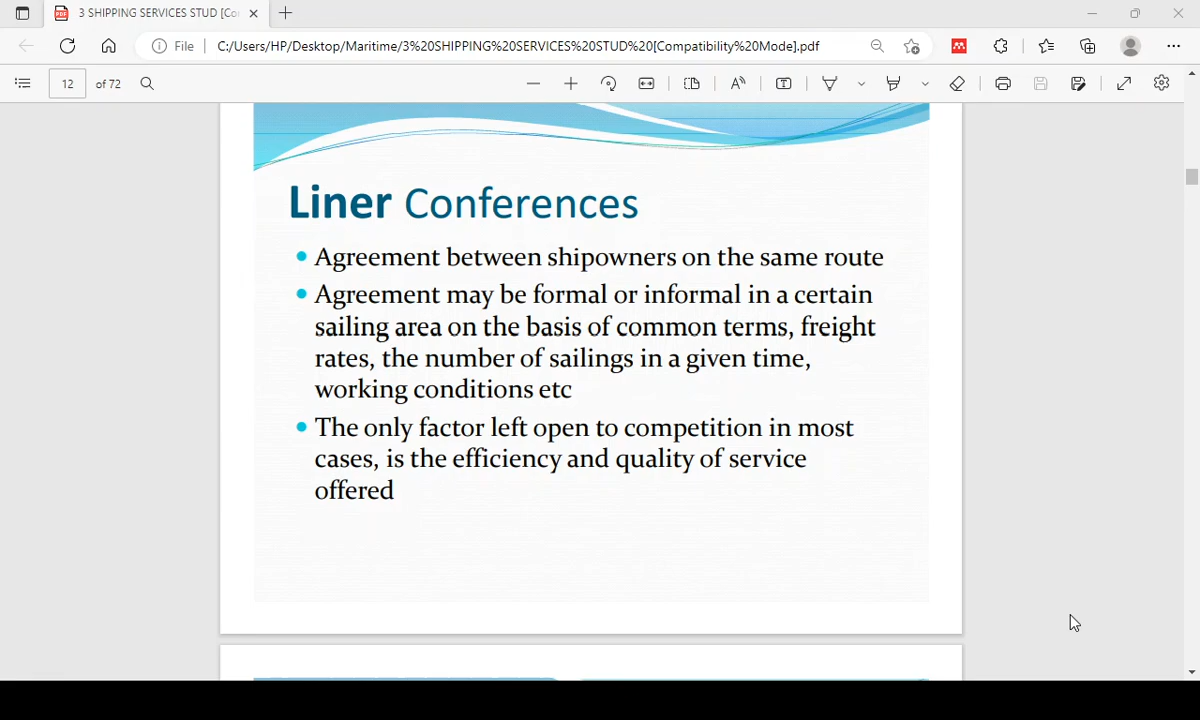 3 SHIPPING SERVICES STUD [Co
File
C:/Users/HP/Desktop/Maritime/3%20SHIPPING%20SERVICES%20STUD%20[Compatibility%20Mode].pdf
12 of 72
Liner Conferences
Agreement between shipowners on the same route
Agreement may be formal or informal in a certain
sailing area on the basis of common terms, freight
rates, the number of sailings in a given time,
working conditions etc
The only factor left open to competition in most
cases, is the efficiency and quality of service
offered